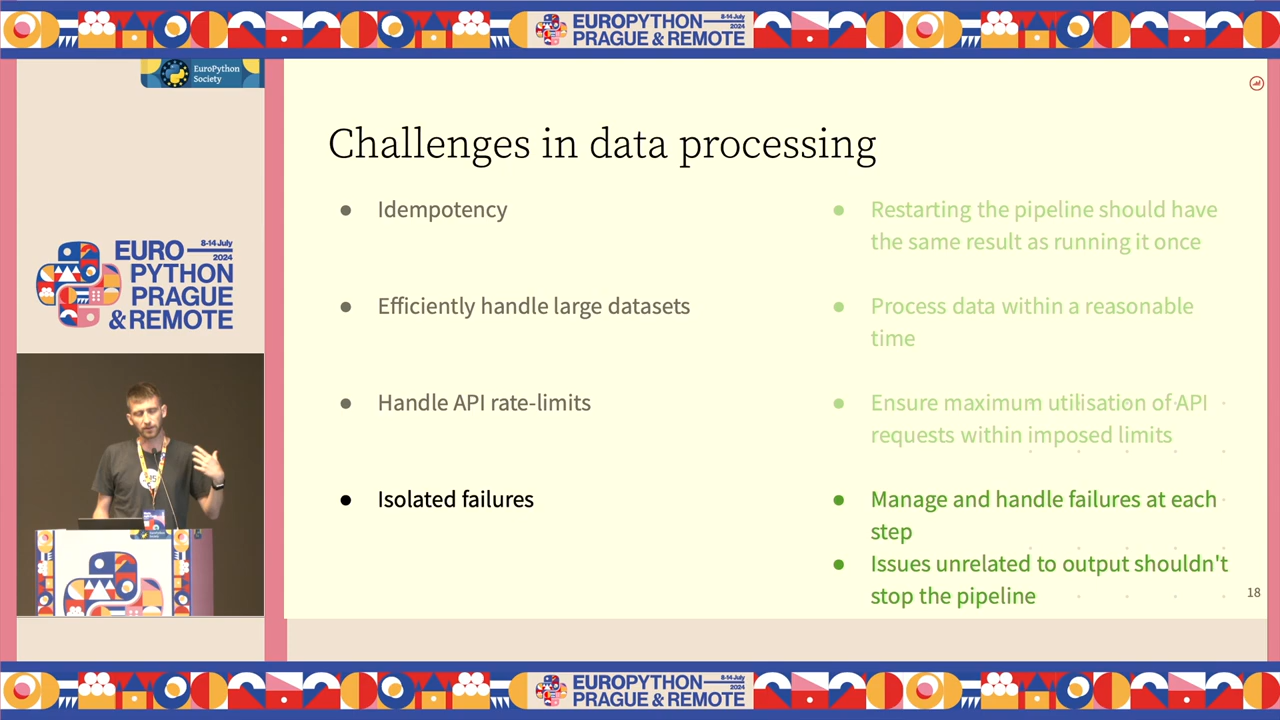 EUROPYTHON
8-14 July
2024
PRAGUE & REMOTE
EuroPython
Society
EURO
8-14 July
2024
PYTHON
PRAGUE
& REMOTE
Challenges in data processing
● Idempotency
● Restarting the pipeline should have
the same result as running it once
● Efficiently handle large datasets
● Process data within a reasonable
time
● Handle API rate-limits
● Ensure maximum utilisation of API
requests within imposed limits
● Isolated failures
● Manage and handle failures at each
step
● Issues unrelated to output shouldn't
stop the pipeline
18
EUROPYTHON
8-14 July
2024
PRAGUE & REMOTE